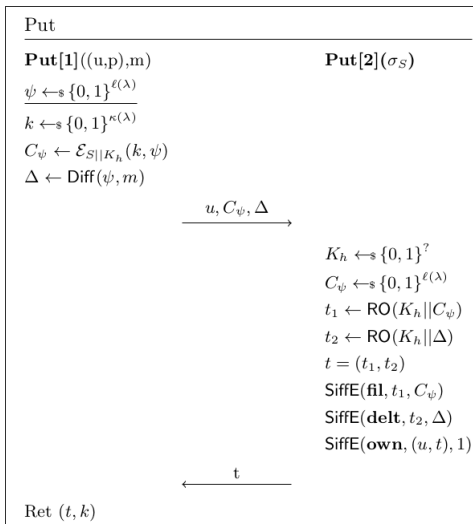 Put
Put[1]((u,p),m)
Put[2](σ_S)
ψ ←$ {0, 1}^{ℓ(λ)}
k ←$ {0, 1}^{κ(λ)}
C_ψ ← ℰ_{S||K_h}(k, ψ)
Δ ← Diff(ψ, m)
u, C_ψ, Δ
K_h ←$ {0, 1}^?
C_ψ ←$ {0, 1}^{ℓ(λ)}
t_1 ← RO(K_h||C_ψ)
t_2 ← RO(K_h||Δ)
t = (t_1, t_2)
SiffE(fil, t_1, C_ψ)
SiffE(delt, t_2, Δ)
SiffE(own, (u, t), 1)
t
Ret (t, k)